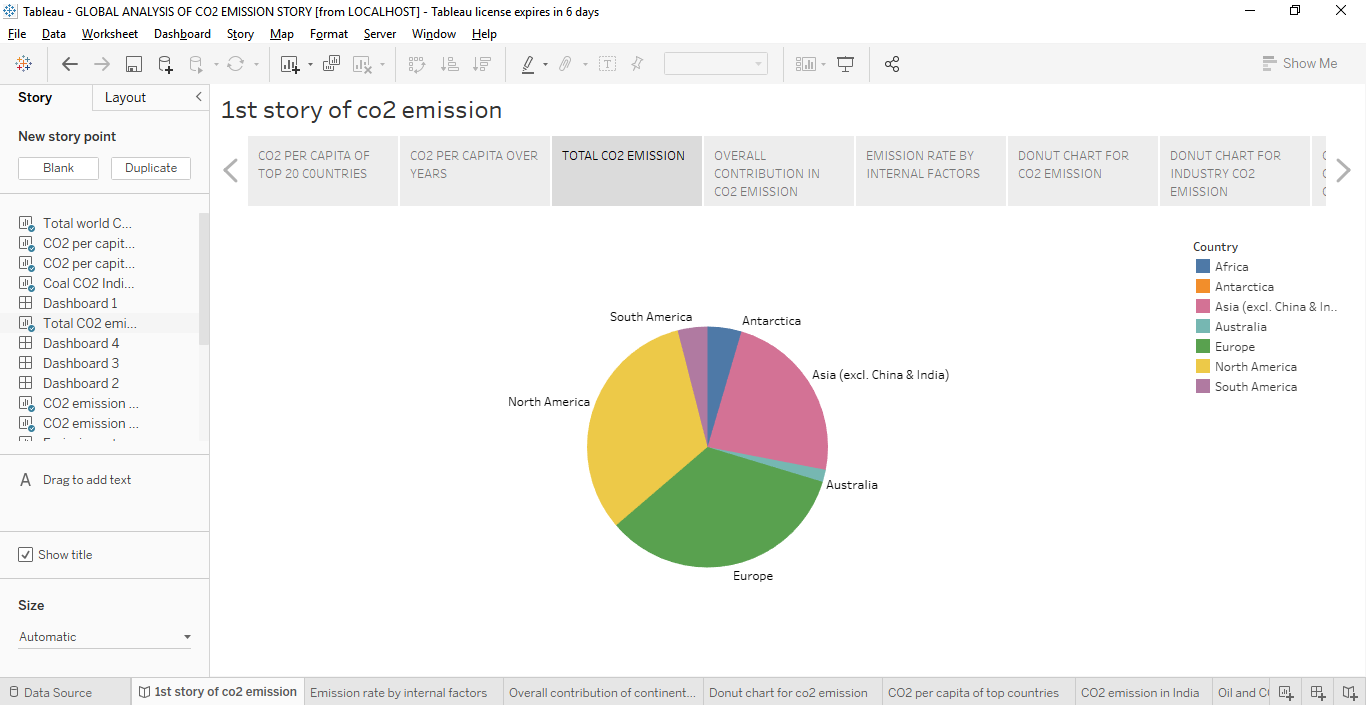 Tableau - GLOBAL ANALYSIS OF CO2 EMISSION STORY [from LOCALHOST] - Tableau license expires in 6 days
File Data Worksheet Dashboard Story Map Format Server Window Help
Show Me
Story Layout
New story point
Blank Duplicate
Total world C...
CO2 per capit...
CO2 per capit...
Coal CO2 Indi...
Dashboard 1
Total CO2 emi...
Dashboard 4
Dashboard 3
Dashboard 2
CO2 emission ...
CO2 emission ...
A Drag to add text
Show title
Size
Automatic
1st story of co2 emission
CO2 PER CAPITA OF
TOP 20 COUNTRIES
CO2 PER CAPITA OVER
YEARS
TOTAL CO2 EMISSION
OVERALL
CONTRIBUTION IN
CO2 EMISSION
EMISSION RATE BY
INTERNAL FACTORS
DONUT CHART FOR
CO2 EMISSION
DONUT CHART FOR
INDUSTRY CO2
EMISSION
South America
Antarctica
Asia (excl. China & India)
North America
Australia
Europe
Country
Africa
Antarctica
Asia (excl. China & In..
Australia
Europe
North America
South America
Data Source 1st story of co2 emission Emission rate by internal factors Overall contribution of continent... Donut chart for co2 emission CO2 per capita of top countries CO2 emission in India Oil and C